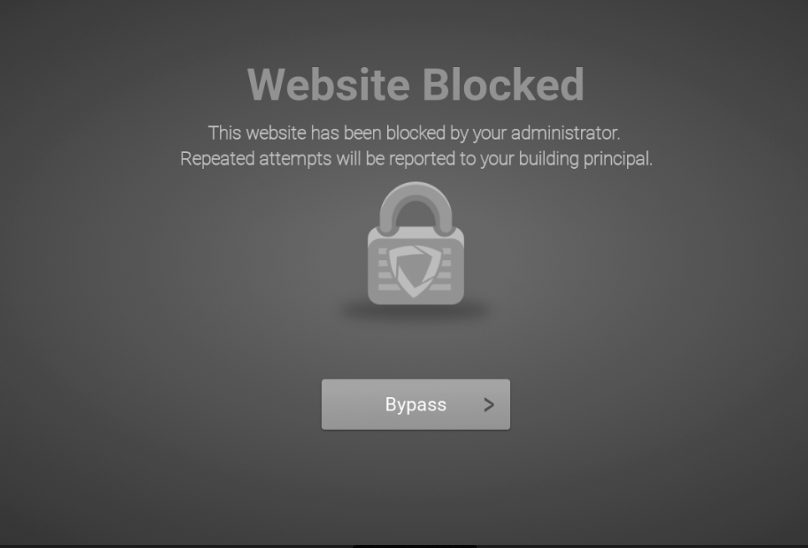 Website Blocked
This website has been blocked by your administrator.
Repeated attempts will be reported to your building principal.
Bypass >